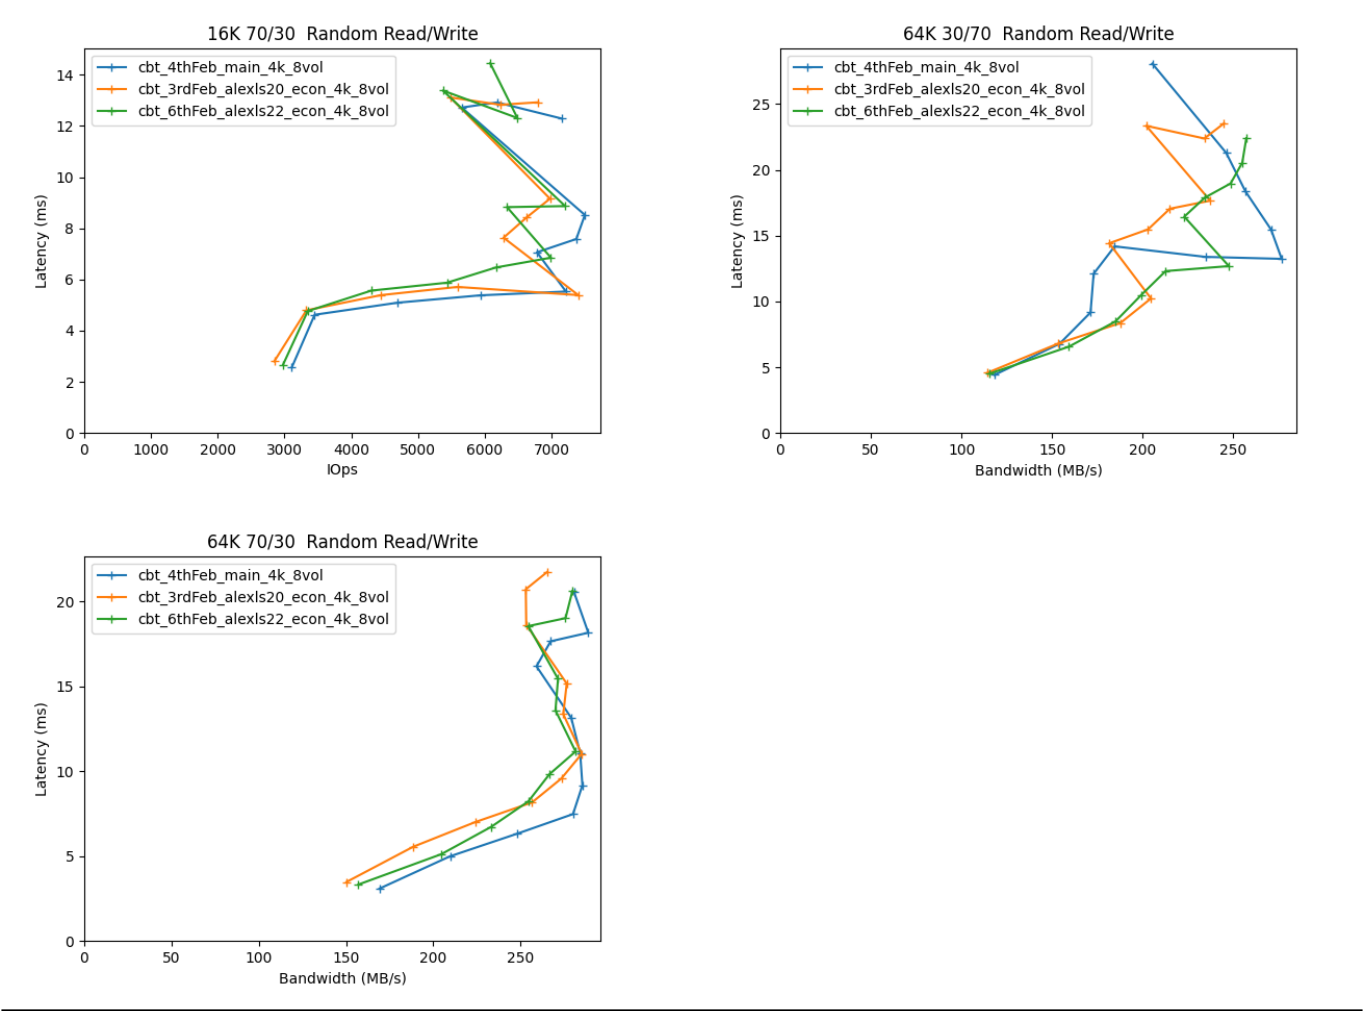 16K 70/30  Random Read/Write
cbt_4thFeb_main_4k_8vol
cbt_3rdFeb_alexls20_econ_4k_8vol
cbt_6thFeb_alexls22_econ_4k_8vol
14
12
10
8
6
4
2
0
Latency (ms)
0 1000 2000 3000 4000 5000 6000 7000
IOps
64K 30/70  Random Read/Write
cbt_4thFeb_main_4k_8vol
cbt_3rdFeb_alexls20_econ_4k_8vol
cbt_6thFeb_alexls22_econ_4k_8vol
25
20
15
10
5
0
Latency (ms)
0 50 100 150 200 250
Bandwidth (MB/s)
64K 70/30  Random Read/Write
cbt_4thFeb_main_4k_8vol
cbt_3rdFeb_alexls20_econ_4k_8vol
cbt_6thFeb_alexls22_econ_4k_8vol
20
15
10
5
0
Latency (ms)
0 50 100 150 200 250
Bandwidth (MB/s)